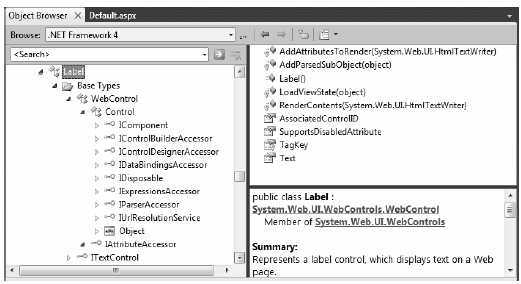 Object Browser
Default.aspx
Browse: .NET Framework 4
...
<Search>
Label
Base Types
WebControl
Control
IComponent
IControlBuilderAccessor
IControlDesignerAccessor
IDataBindingsAccessor
IDisposable
IExpressionsAccessor
IParserAccessor
IUrlResolutionService
Object
IAttributeAccessor
ITextControl
AddAttributesToRender(System.Web.UI.HtmlTextWriter)
AddParsedSubObject(object)
Label()
LoadViewState(object)
RenderContents(System.Web.UI.HtmlTextWriter)
AssociatedControlID
SupportsDisabledAttribute
TagKey
Text
public class Label :
System.Web.UI.WebControls.WebControl
Member of System.Web.UI.WebControls
Summary:
Represents a label control, which displays text on a Web
page.